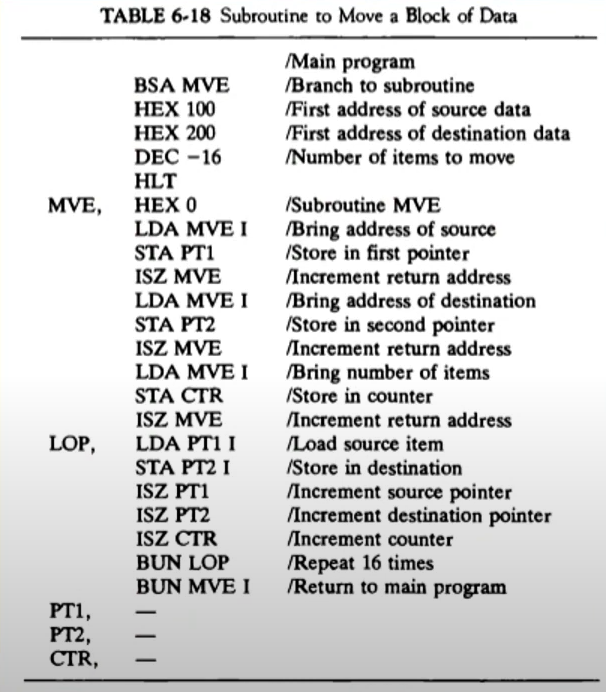 TABLE 6-18 Subroutine to Move a Block of Data
/Main program
BSA MVE /Branch to subroutine
HEX 100 /First address of source data
HEX 200 /First address of destination data
DEC −16 /Number of items to move
HLT
MVE, HEX 0 /Subroutine MVE
LDA MVE I /Bring address of source
STA PT1 /Store in first pointer
ISZ MVE /Increment return address
LDA MVE I /Bring address of destination
STA PT2 /Store in second pointer
ISZ MVE /Increment return address
LDA MVE I /Bring number of items
STA CTR /Store in counter
ISZ MVE /Increment return address
LOP, LDA PT1 I /Load source item
STA PT2 I /Store in destination
ISZ PT1 /Increment source pointer
ISZ PT2 /Increment destination pointer
ISZ CTR /Increment counter
BUN LOP /Repeat 16 times
BUN MVE I /Return to main program
PT1, —
PT2, —
CTR, —